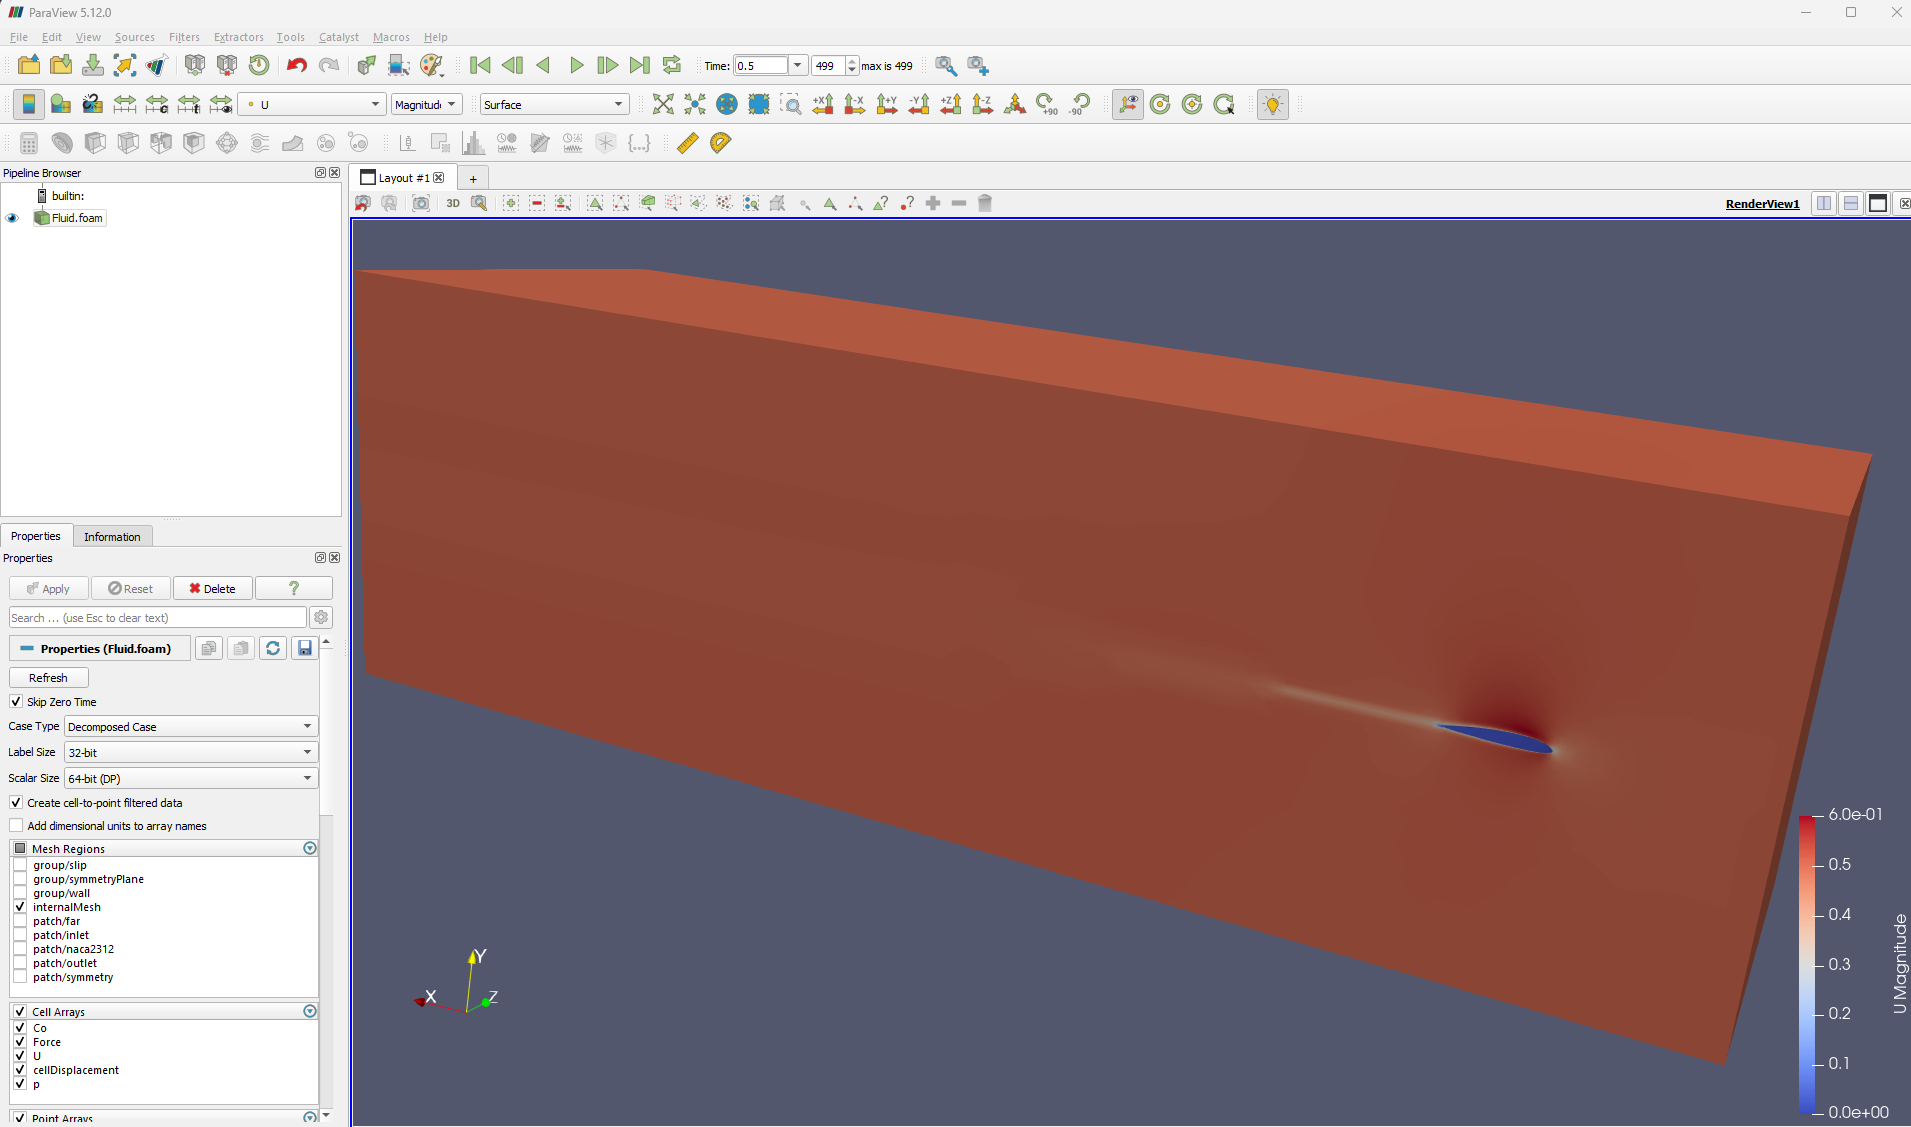 ParaView 5.12.0
File Edit View Sources Filters Extractors Tools Catalyst Macros Help
Time: 0.5 499 max is 499
U Magnitud Surface +X -X +Y -Y +Z -Z +90 -90
Pipeline Browser
Layout #1 +
builtin:
Fluid.foam
3D
RenderView1
Properties Information
Properties
Apply Reset Delete ?
Search ... (use Esc to clear text)
Properties (Fluid.foam)
Refresh
Skip Zero Time
Case Type Decomposed Case
Label Size 32-bit
Scalar Size 64-bit (DP)
Create cell-to-point filtered data
Add dimensional units to array names
Mesh Regions
group/slip
group/symmetryPlane
group/wall
internalMesh
patch/far
patch/inlet
patch/naca2312
patch/outlet
patch/symmetry
Cell Arrays
Co
Force
U
cellDisplacement
p
Point Arrays
Y
X
Z
6.0e-01
0.5
0.4
0.3
0.2
0.1
0.0e+00
U Magnitude